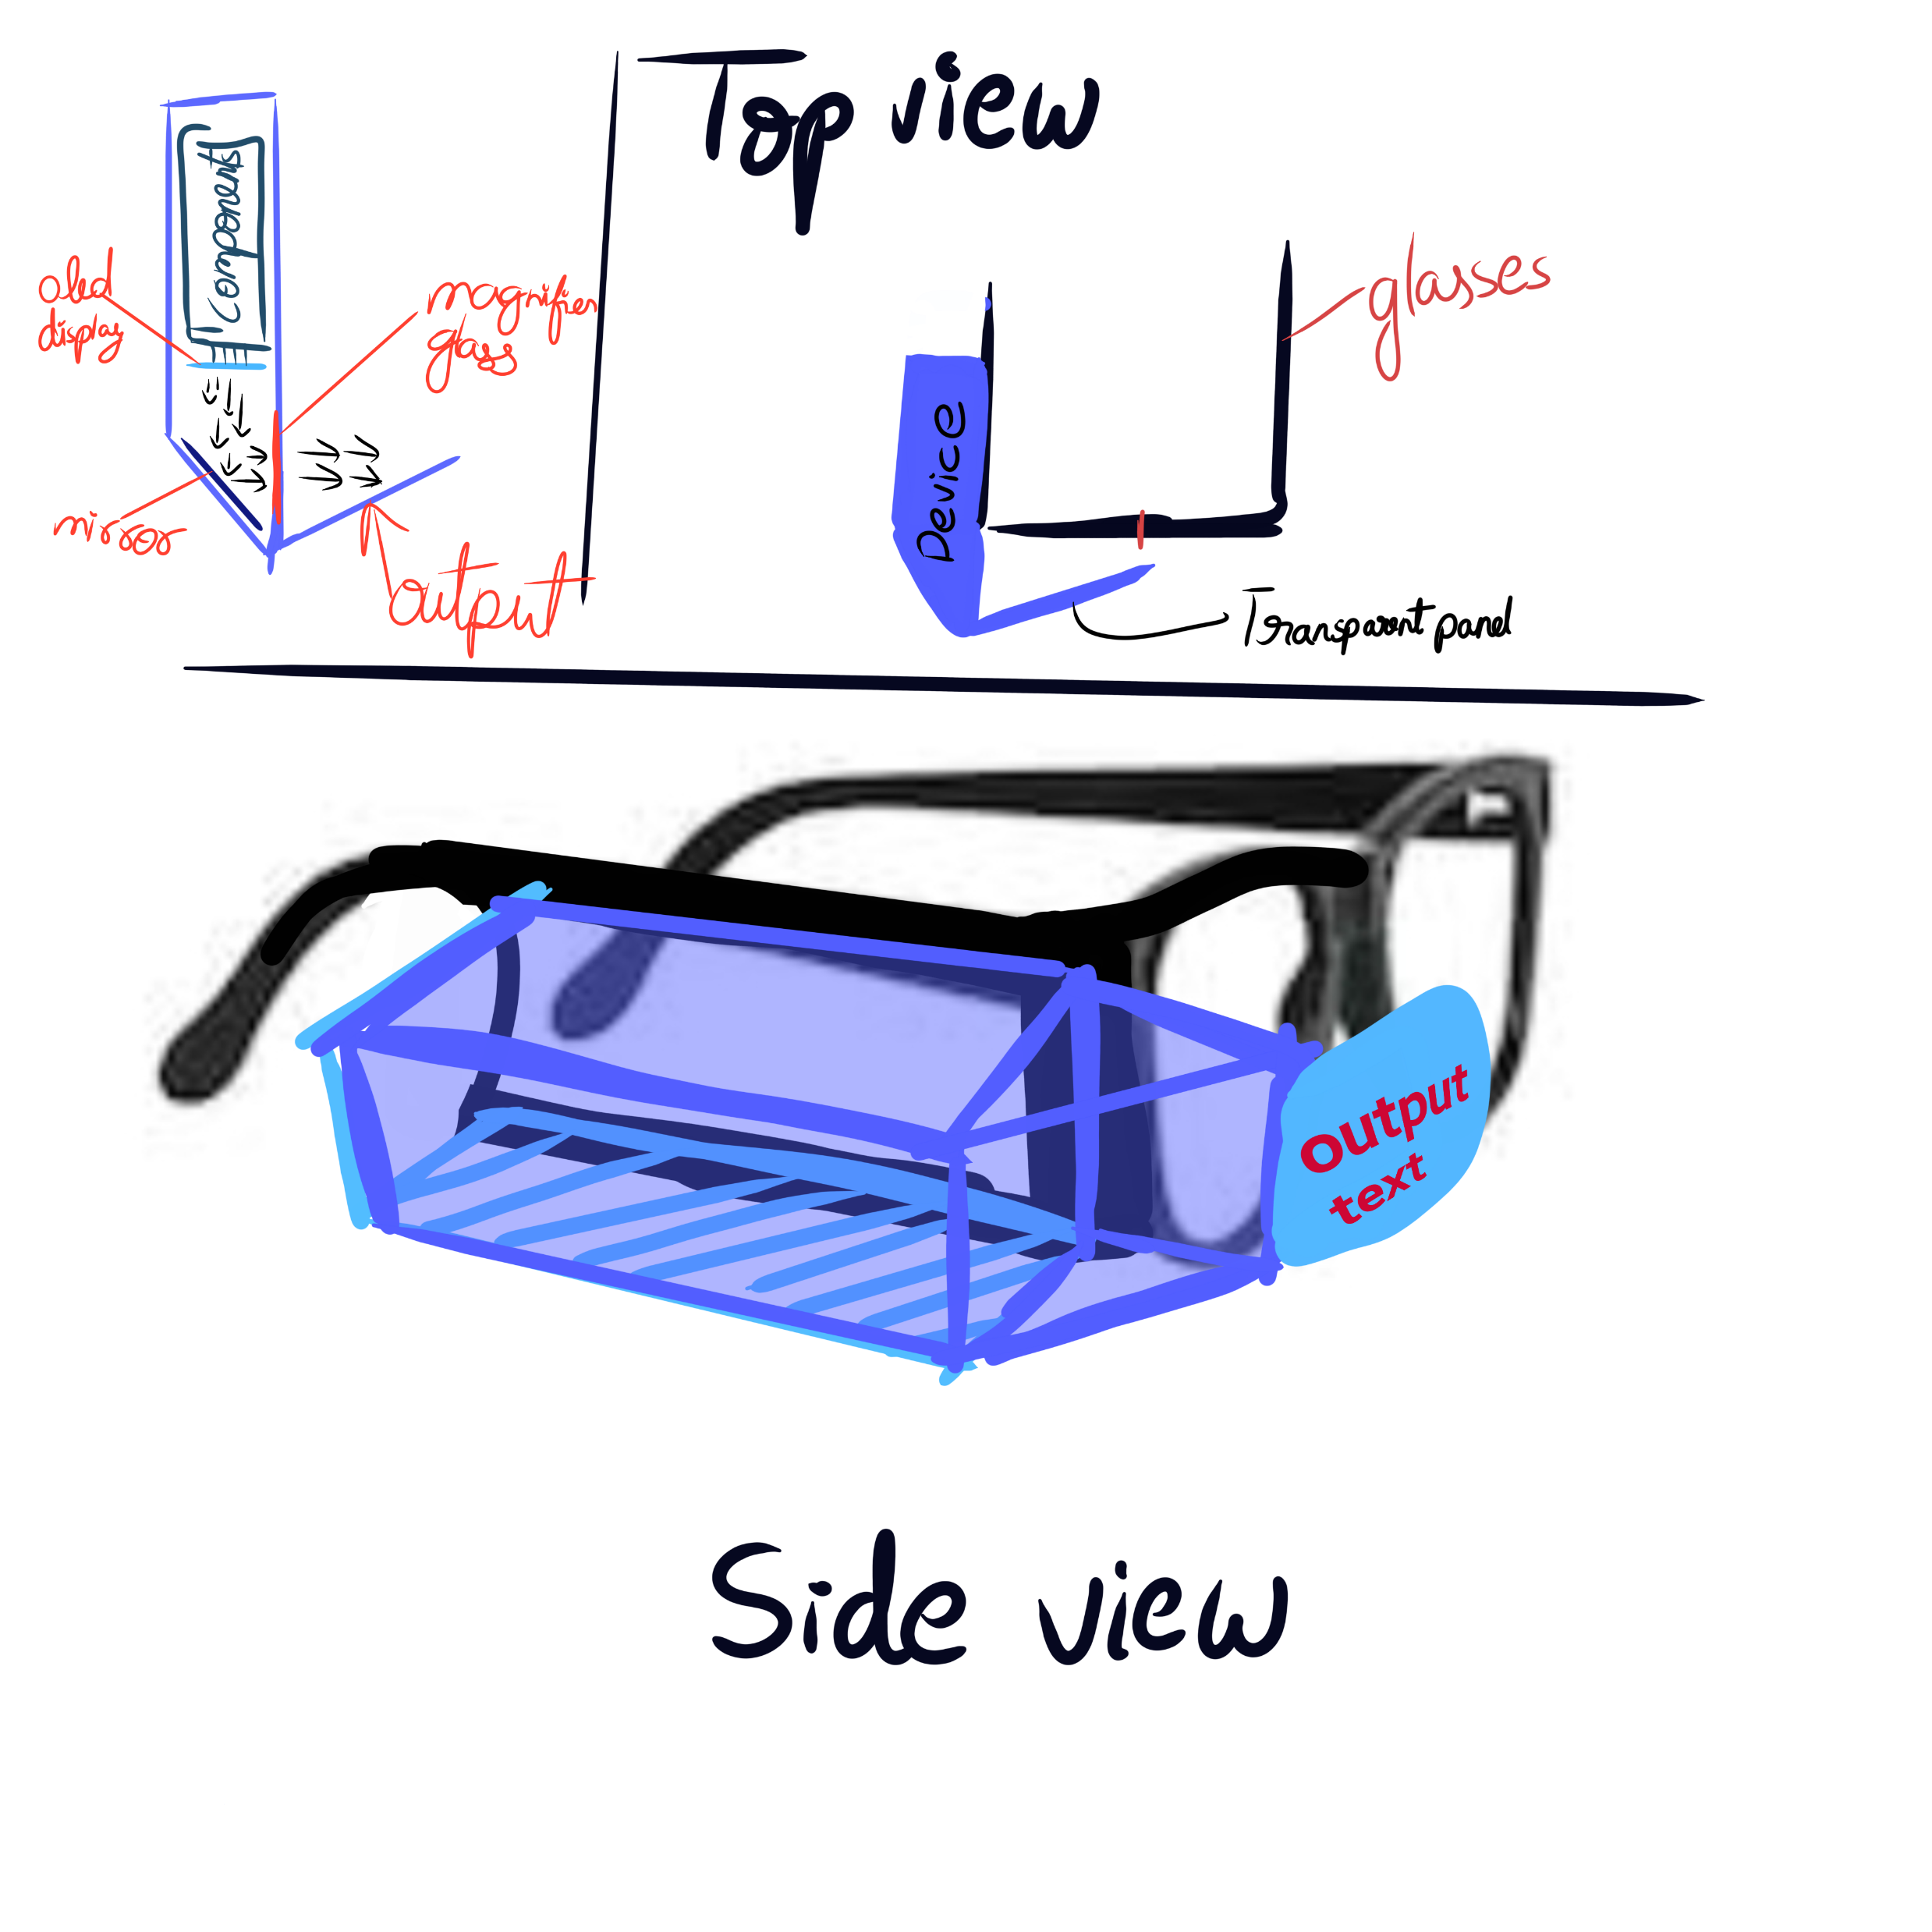 Top view
Components
oled
display
magnifier
glass
mirror
output
glasses
Device
Transparent panel
output
text
Side view